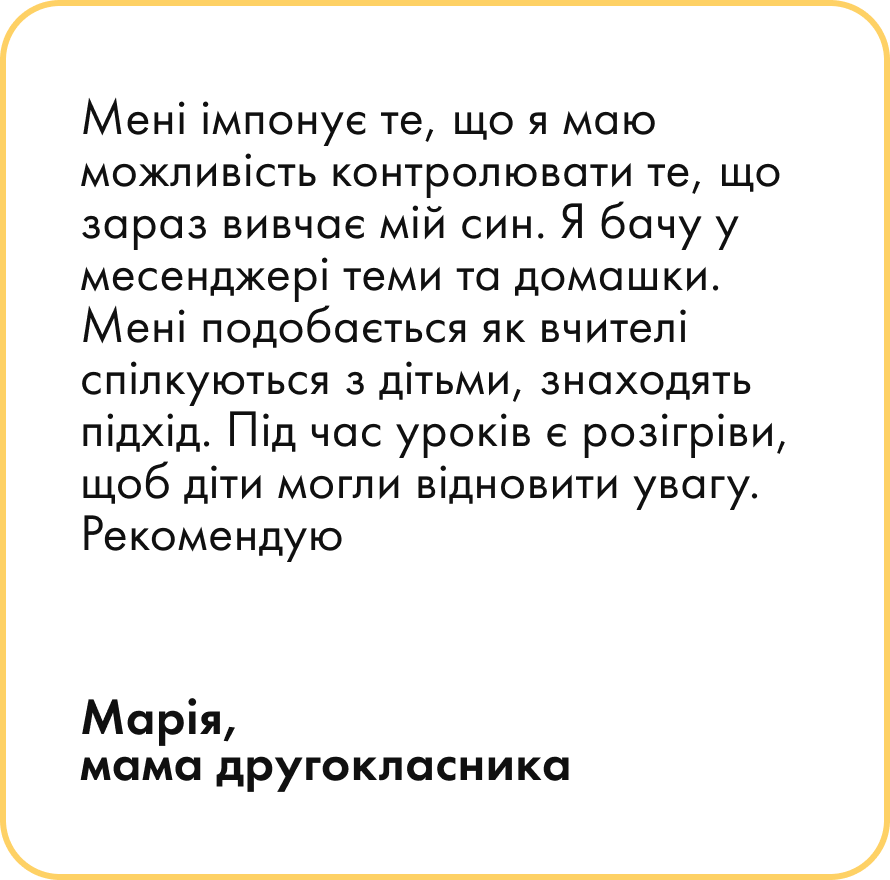 Мені імпонує те, що я маю
можливість контролювати те, що
зараз вивчає мій син. Я бачу у
месенджері теми та домашки.
Мені подобається як вчителі
спілкуються з дітьми, знаходять
підхід. Під час уроків є розігріви,
щоб діти могли відновити увагу.
Рекомендую
Марія,
мама другокласника